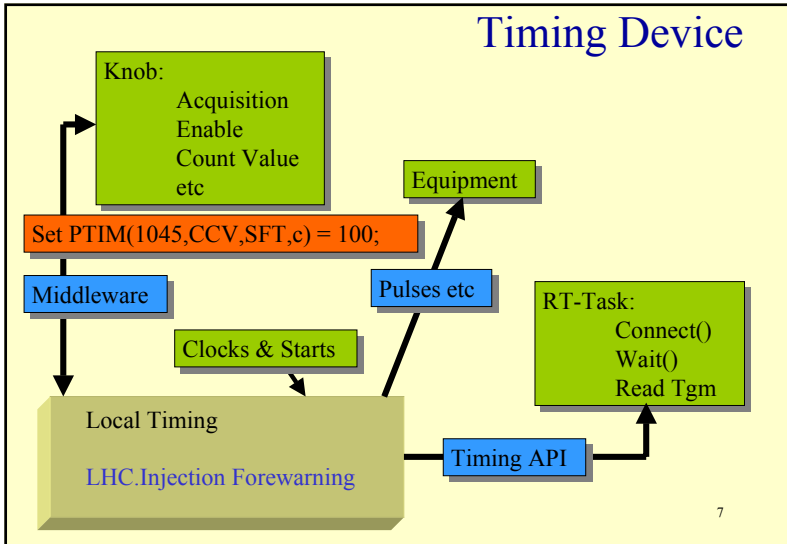 Timing Device
Knob:
Acquisition
Enable
Count Value
etc
Equipment
Set PTIM(1045,CCV,SFT,c) = 100;
Middleware
Pulses etc
RT-Task:
Connect()
Wait()
Read Tgm
Clocks & Starts
Local Timing
LHC.Injection Forewarning
Timing API
7